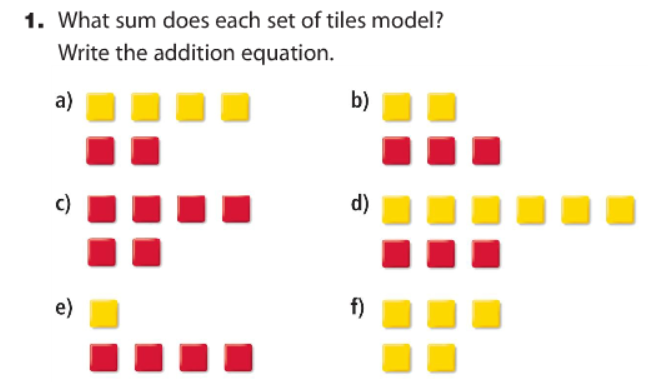 1. What sum does each set of tiles model?
Write the addition equation.
a)
b)
c)
d)
e)
f)